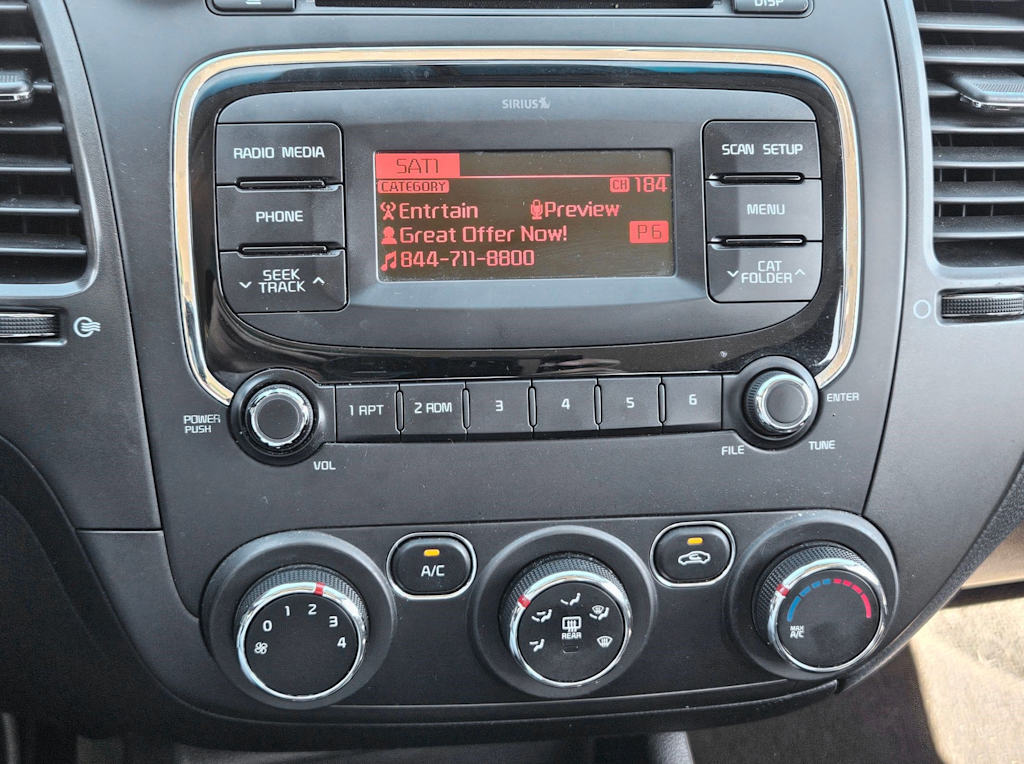 DISP
SIRIUS
RADIO MEDIA
SCAN SETUP
SAT1
CATEGORY
CH 184
PHONE
MENU
Entrtain
Preview
Great Offer Now!
P6
844-711-8800
SEEK
TRACK
CAT
FOLDER
POWER
PUSH
1 RPT
2 RDM
3
4
5
6
ENTER
VOL
FILE
TUNE
A/C
0
1
2
3
4
REAR
MAX
A/C